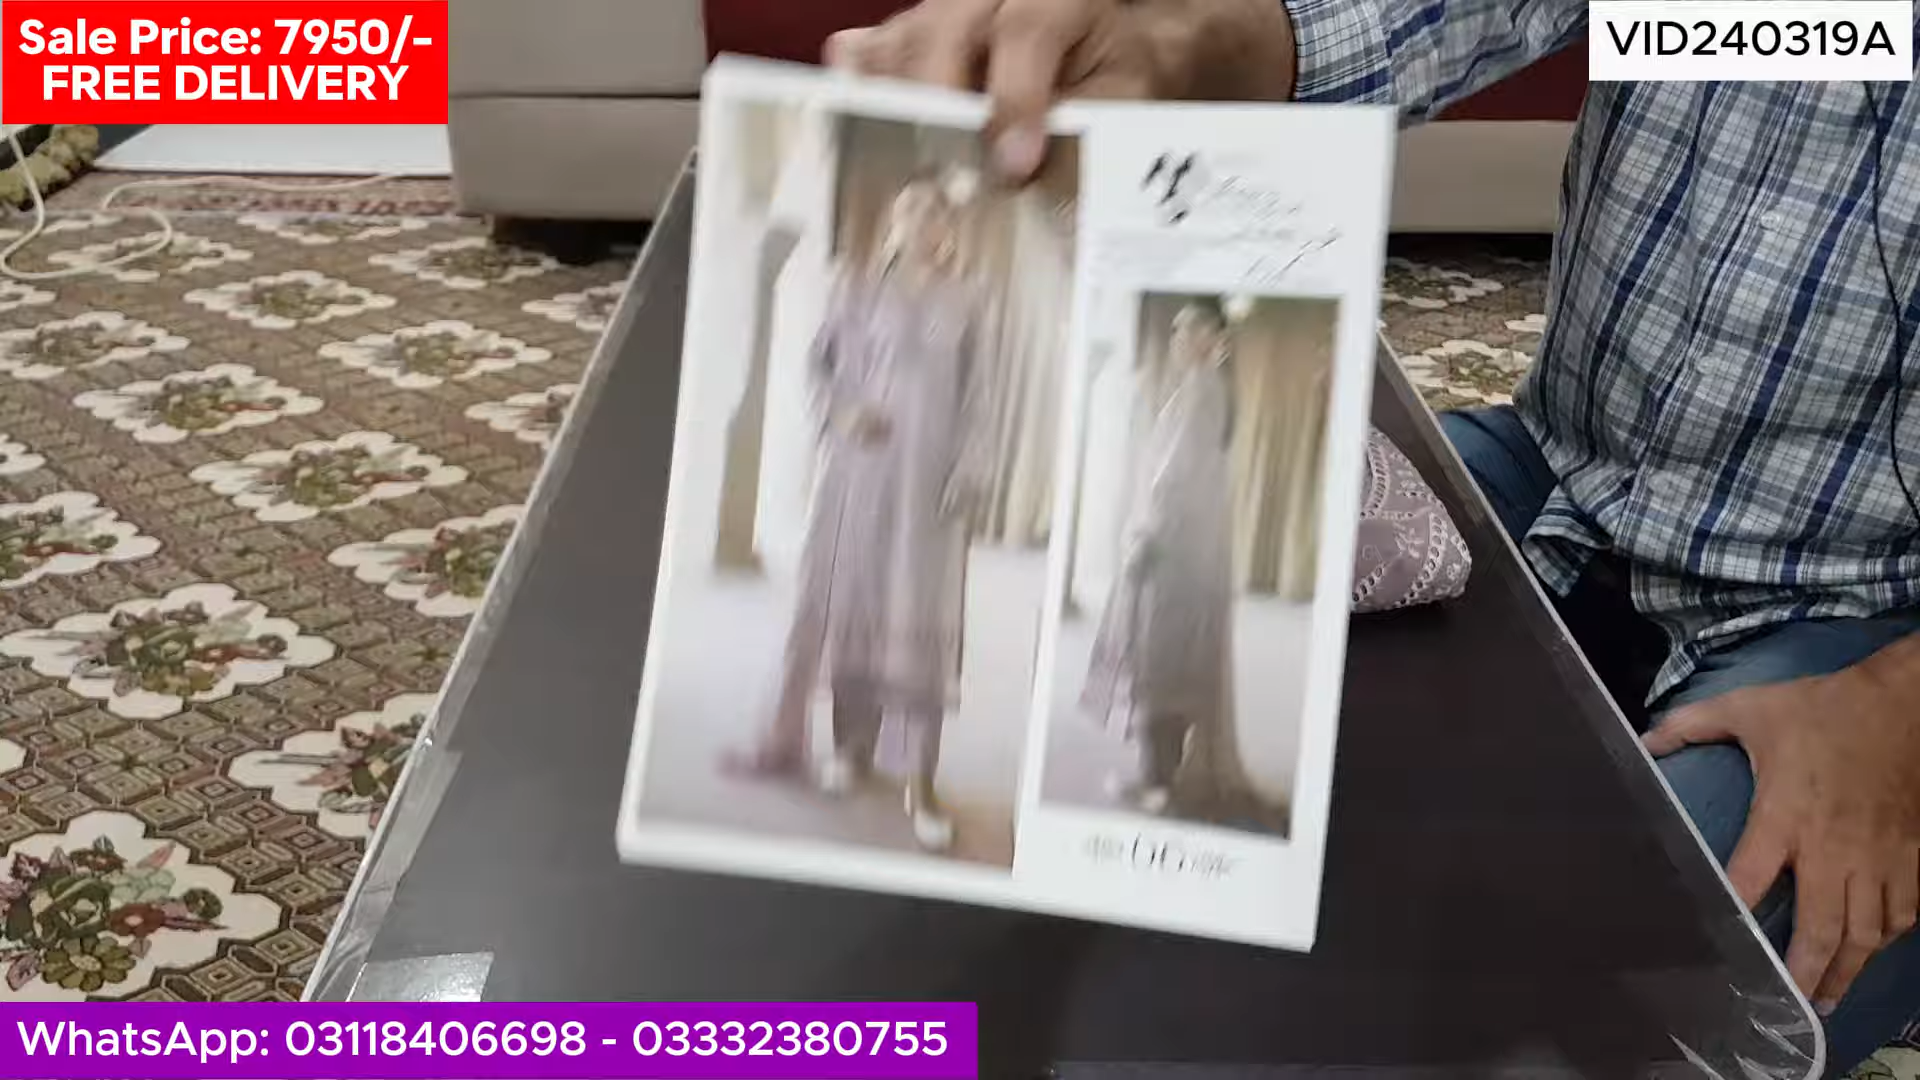 Sale Price: 7950/-
FREE DELIVERY
VID240319A
WhatsApp: 03118406698 - 03332380755